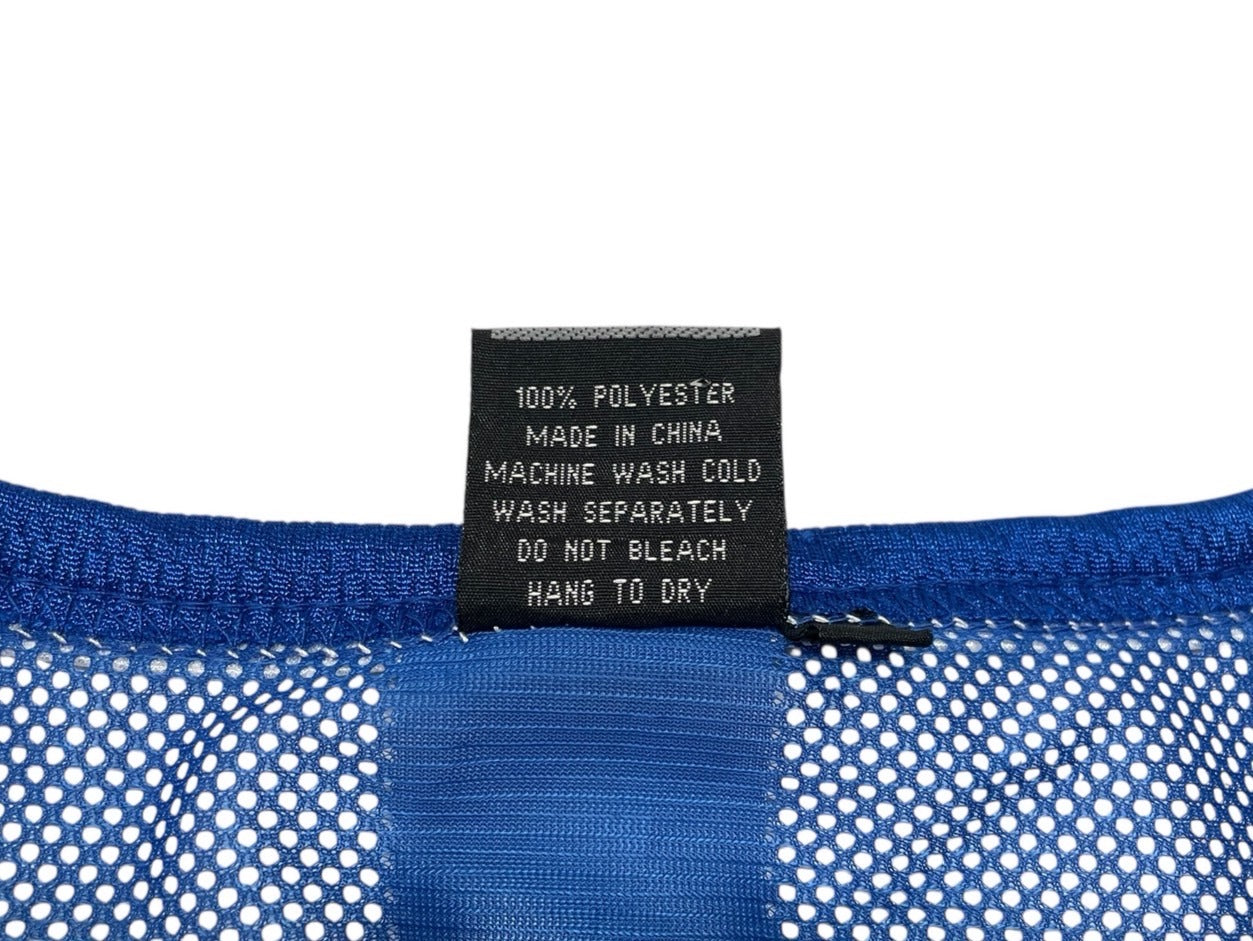 100% POLYESTER
MADE IN CHINA
MACHINE WASH COLD
WASH SEPARATELY
DO NOT BLEACH
HANG TO DRY